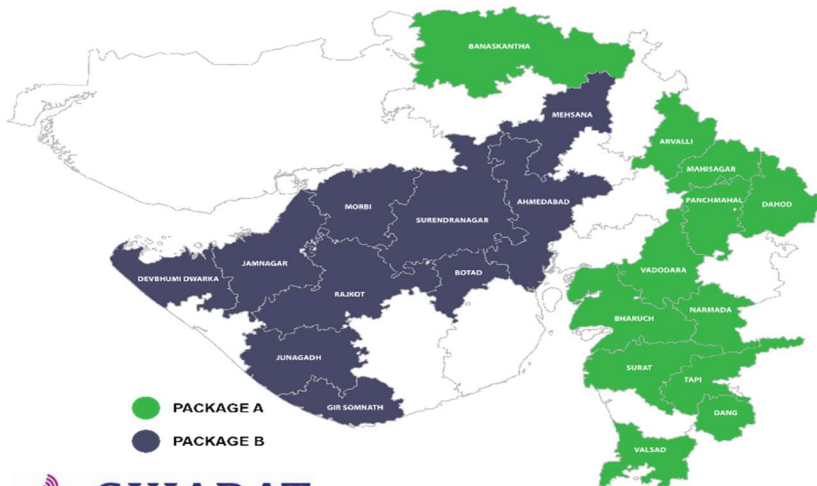 BANASKANTHA
MEHSANA
ARVALLI
MAHISAGAR
PANCHMAHAL
DAHOD
AHMEDABAD
MORBI
SURENDRANAGAR
JAMNAGAR
DEVBHUMI DWARKA
RAJKOT
BOTAD
VADODARA
NARMADA
BHARUCH
JUNAGADH
SURAT
TAPI
GIR SOMNATH
DANG
VALSAD
PACKAGE A
PACKAGE B